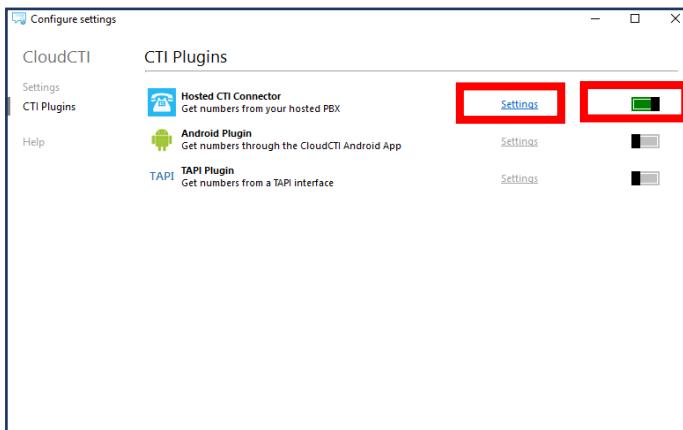 Configure settings
CloudCTI
CTI Plugins
Settings
CTI Plugins
Help
Hosted CTI Connector
Get numbers from your hosted PBX
Settings
Android Plugin
Get numbers through the CloudCTI Android App
Settings
TAPI
TAPI Plugin
Get numbers from a TAPI interface
Settings